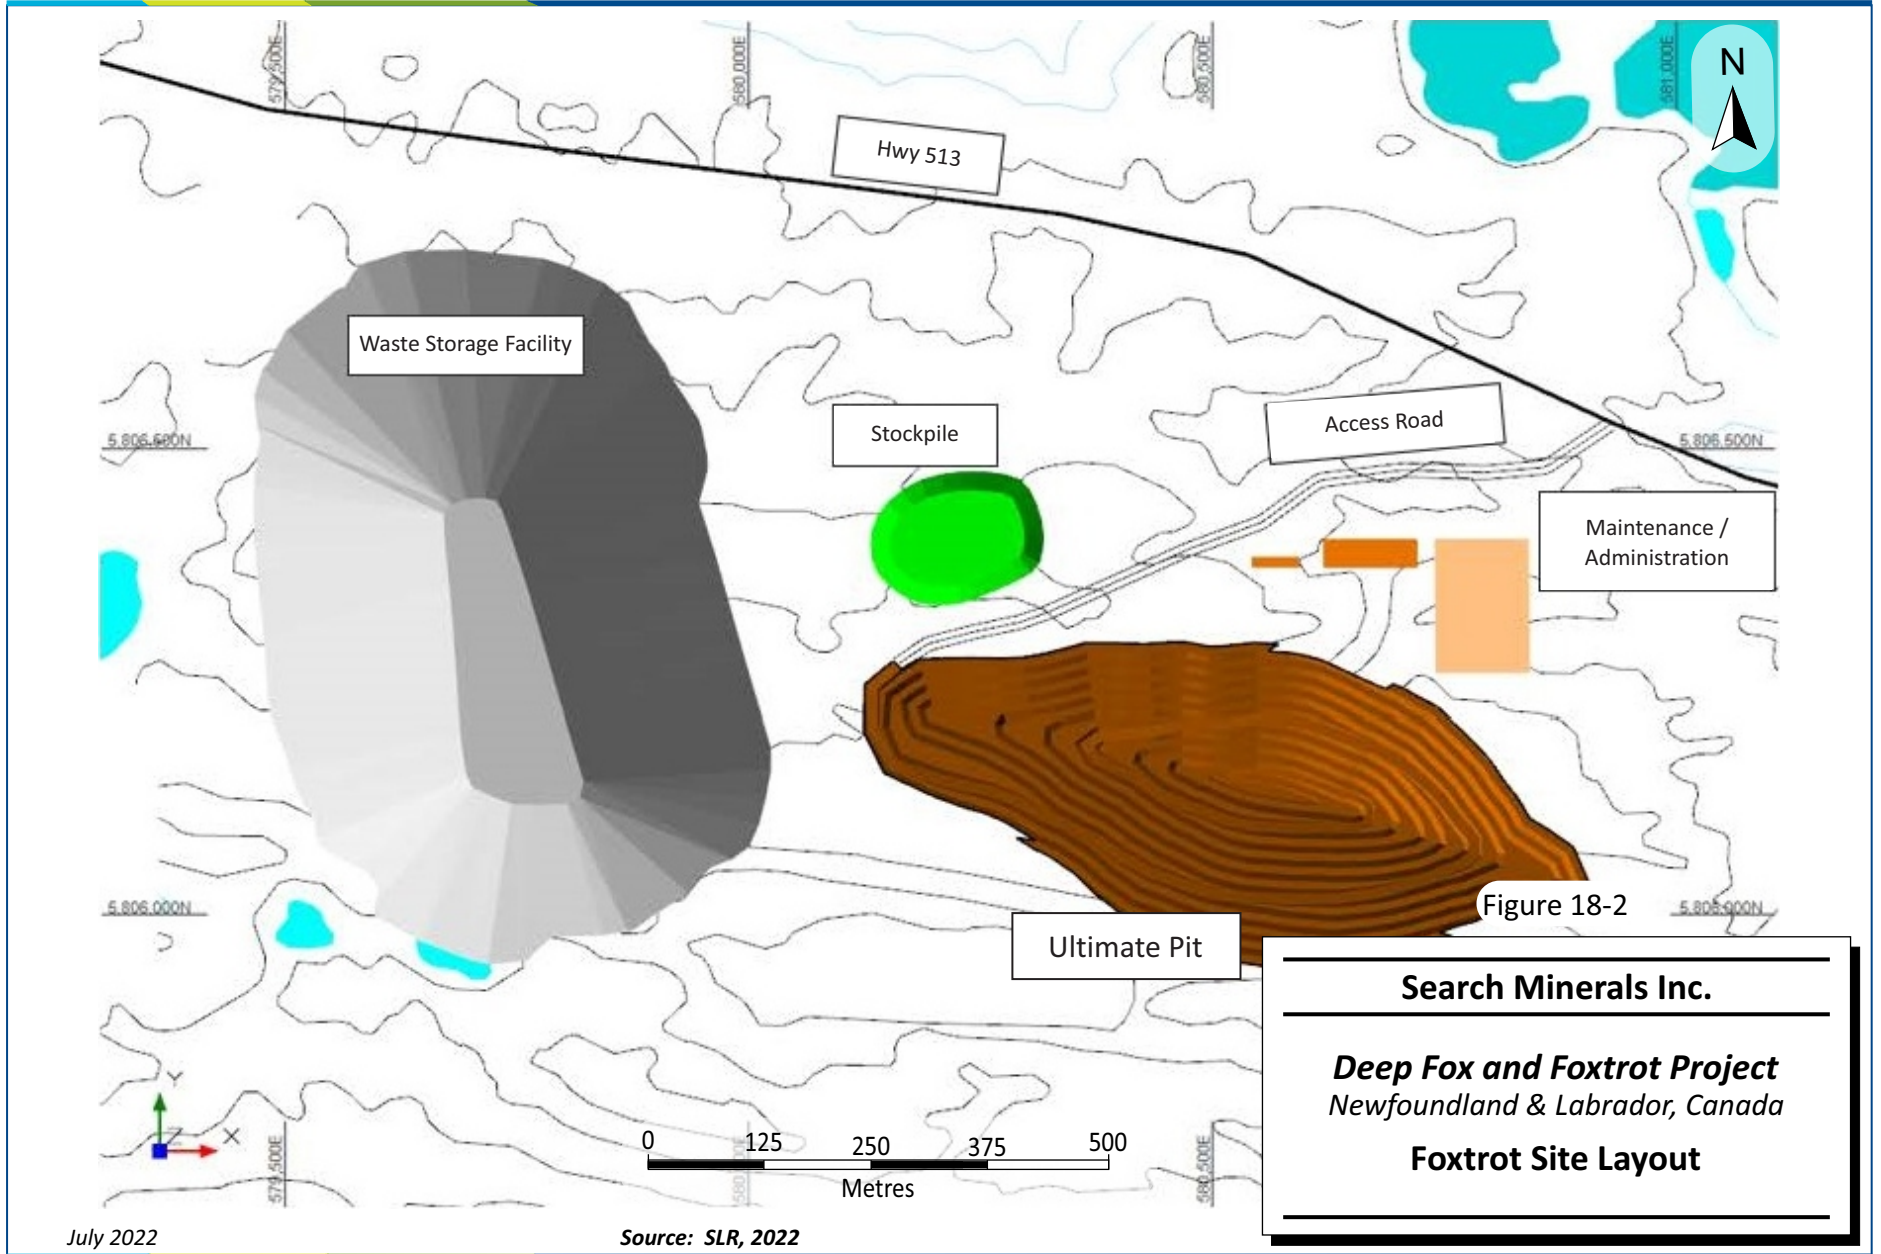 579,500E
580,000E
580,500E
581,000E
N
Hwy 513
Waste Storage Facility
Stockpile
Access Road
5,806,500N
5,806,500N
Maintenance /
Administration
5,806,000N
Figure 18-2
5,806,000N
Ultimate Pit
Search Minerals Inc.
Deep Fox and Foxtrot Project
Newfoundland & Labrador, Canada
Foxtrot Site Layout
Y
Z
X
579,500E
580,000E
580,500E
0 125 250 375 500
Metres
July 2022
Source: SLR, 2022